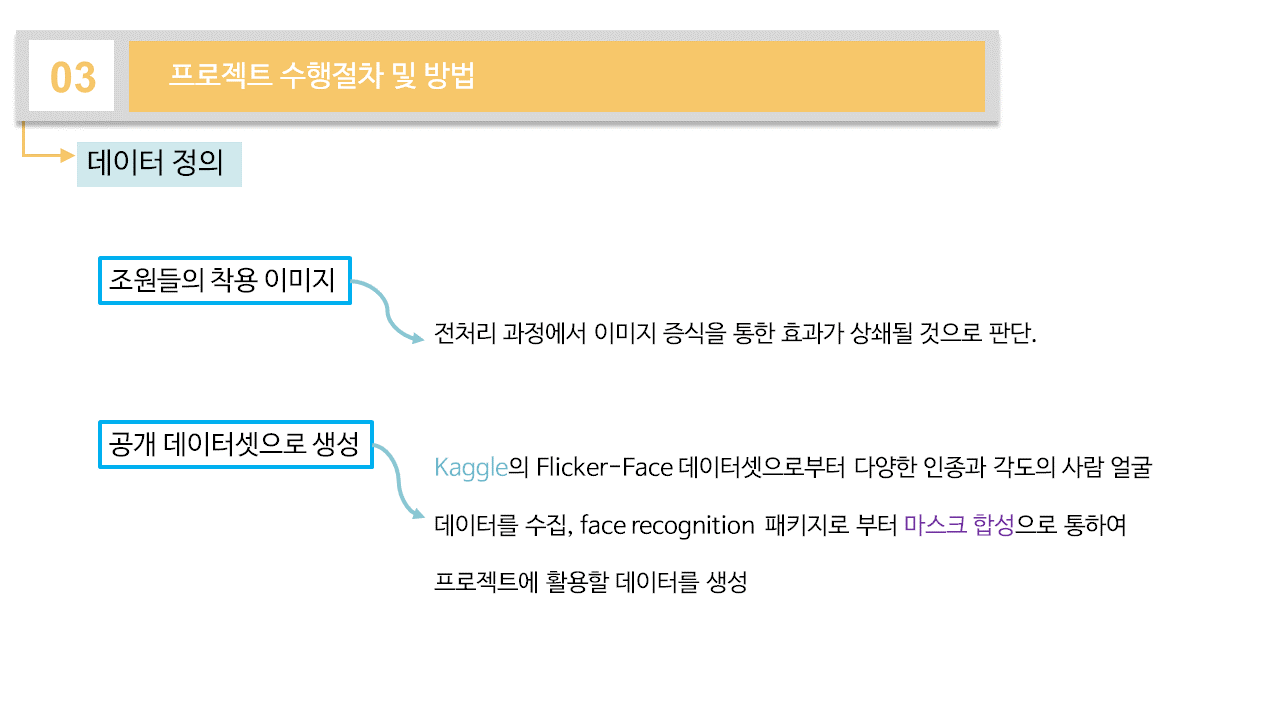 03
프로젝트 수행절차 및 방법
데이터 정의
조원들의 착용 이미지
전처리 과정에서 이미지 증식을 통한 효과가 상쇄될 것으로 판단.
공개 데이터셋으로 생성
Kaggle의 Flicker-Face 데이터셋으로부터 다양한 인종과 각도의 사람 얼굴
데이터를 수집, face recognition 패키지로 부터 마스크 합성으로 통하여
프로젝트에 활용할 데이터를 생성